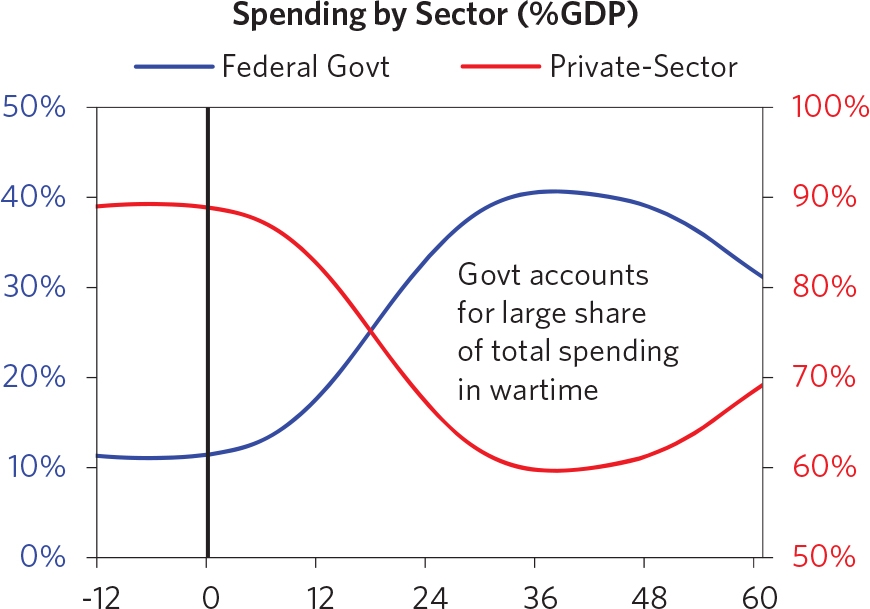 Spending by Sector (%GDP)
Federal Govt Private-Sector
50% 100%
40% 90%
30% 80%
20% 70%
10% 60%
0% 50%
Govt accounts
for large share
of total spending
in wartime
-12 0 12 24 36 48 60